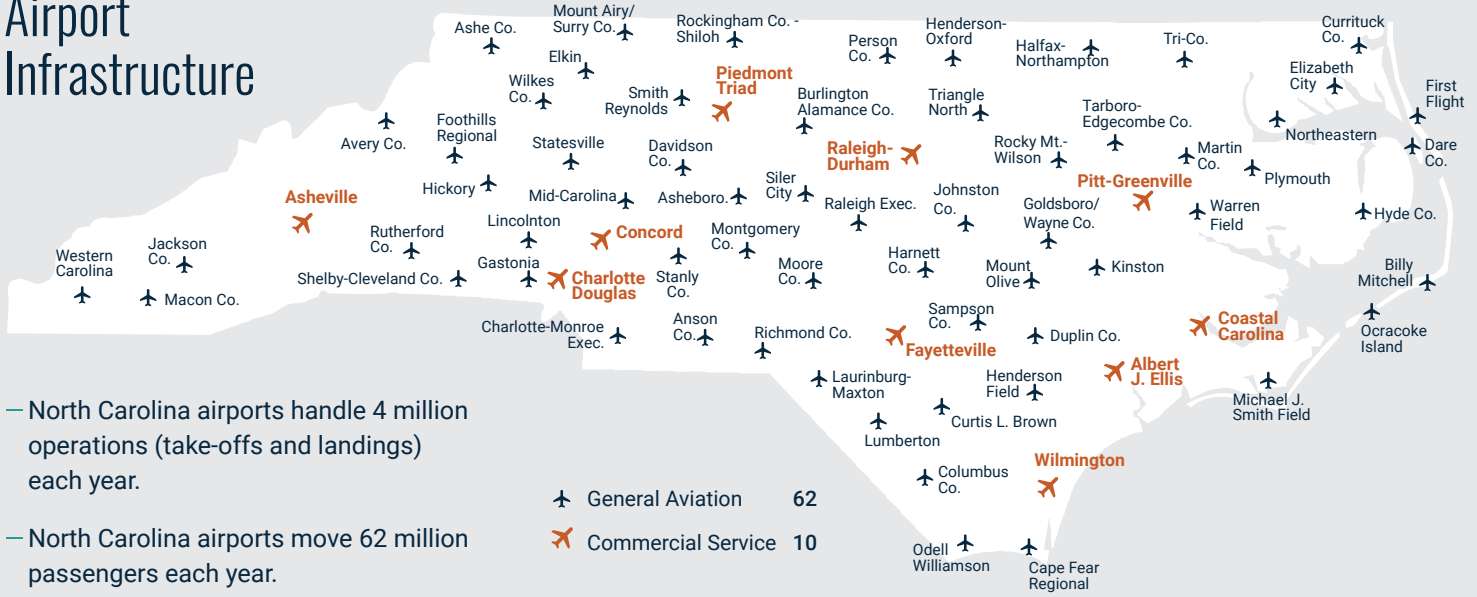 Airport
Infrastructure
Ashe Co.
Mount Airy/
Surry Co.
Rockingham Co. -
Shiloh
Person
Co.
Henderson-
Oxford
Halfax-
Northampton
Tri-Co.
Currituck
Co.
Elkin
Wilkes
Co.
Smith
Reynolds
Piedmont
Triad
Burlington
Alamance Co.
Triangle
North
Tarboro-
Edgecombe Co.
Elizabeth
City
First
Flight
Avery Co.
Foothills
Regional
Statesville
Davidson
Co.
Raleigh-
Durham
Rocky Mt.-
Wilson
Martin
Co.
Northeastern
Dare
Co.
Asheville
Hickory
Mid-Carolina
Asheboro.
Siler
City
Raleigh Exec.
Johnston
Co.
Pitt-Greenville
Plymouth
Goldsboro/
Wayne Co.
Warren
Field
Hyde Co.
Western
Carolina
Jackson
Co.
Macon Co.
Rutherford
Co.
Lincolnton
Concord
Montgomery
Co.
Shelby-Cleveland Co.
Gastonia
Charlotte
Douglas
Stanly
Co.
Moore
Co.
Harnett
Co.
Mount
Olive
Kinston
Billy
Mitchell
Charlotte-Monroe
Exec.
Anson
Co.
Richmond Co.
Fayetteville
Sampson
Co.
Duplin Co.
Coastal
Carolina
Ocracoke
Island
Laurinburg-
Maxton
Henderson
Field
Albert
J. Ellis
Michael J.
Smith Field
Lumberton
Curtis L. Brown
Columbus
Co.
Wilmington
Odell
Williamson
Cape Fear
Regional
— North Carolina airports handle 4 million
operations (take-offs and landings)
each year.
— North Carolina airports move 62 million
passengers each year.
General Aviation 62
Commercial Service 10